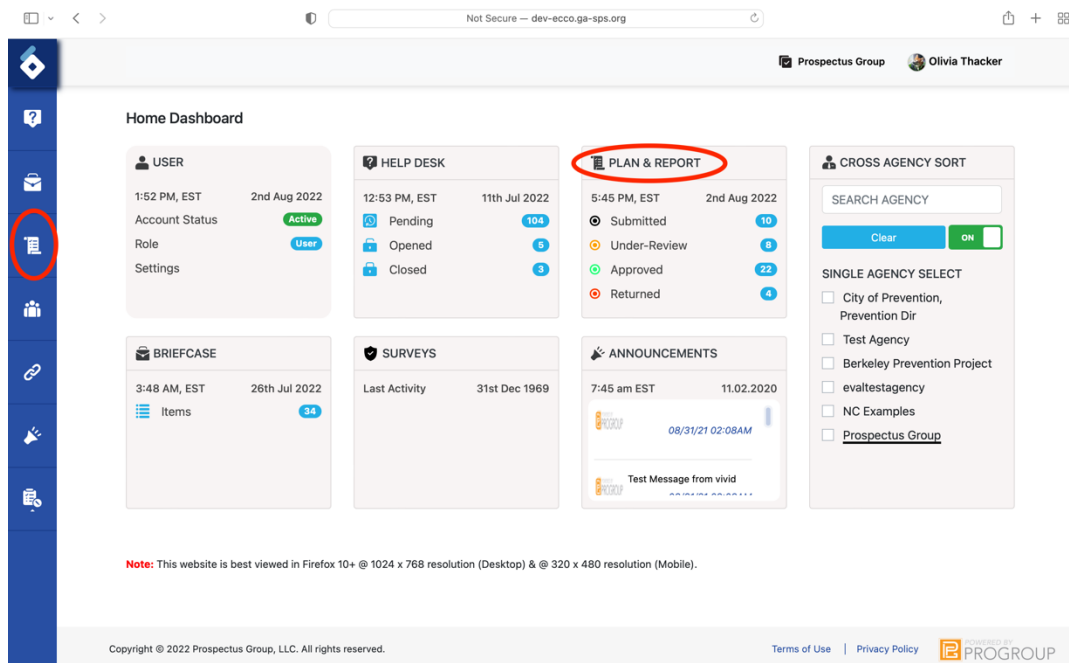 Not Secure — dev-ecco.ga-sps.org
Prospectus Group
Olivia Thacker
Home Dashboard
USER
1:52 PM, EST 2nd Aug 2022
Account Status Active
Role User
Settings
HELP DESK
12:53 PM, EST 11th Jul 2022
Pending 104
Opened 5
Closed 3
PLAN & REPORT
5:45 PM, EST 2nd Aug 2022
Submitted 10
Under-Review 8
Approved 22
Returned 4
CROSS AGENCY SORT
SEARCH AGENCY
Clear ON
SINGLE AGENCY SELECT
City of Prevention,
Prevention Dir
Test Agency
Berkeley Prevention Project
evaltestagency
NC Examples
Prospectus Group
BRIEFCASE
3:48 AM, EST 26th Jul 2022
Items 34
SURVEYS
Last Activity 31st Dec 1969
ANNOUNCEMENTS
7:45 am EST 11.02.2020
PROGROUP
08/31/21 02:08AM
Test Message from vivid
PROGROUP
Note: This website is best viewed in Firefox 10+ @ 1024 x 768 resolution (Desktop) & @ 320 x 480 resolution (Mobile).
Copyright © 2022 Prospectus Group, LLC. All rights reserved.
Terms of Use | Privacy Policy
POWERED BY
PROGROUP